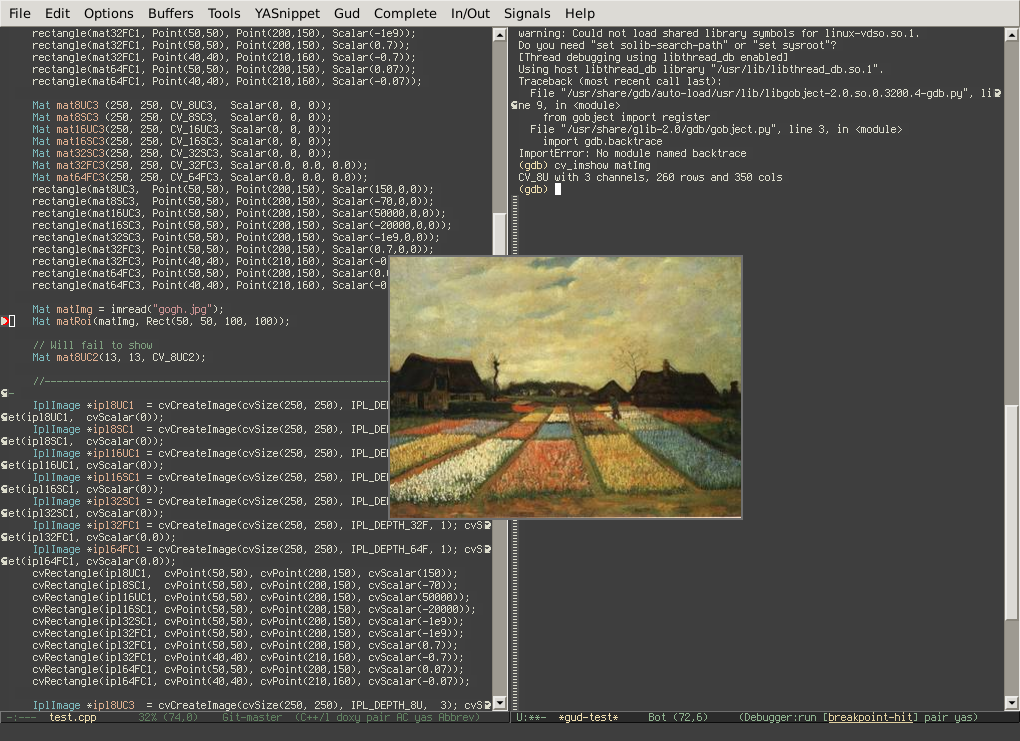 File Edit Options Buffers Tools YASnippet Gud Complete In/Out Signals Help
rectangle(mat32FC1, Point(50,50), Point(200,150), Scalar(-1e9));
rectangle(mat32FC1, Point(50,50), Point(200,150), Scalar(0.7));
rectangle(mat32FC1, Point(40,40), Point(210,160), Scalar(-0.7));
rectangle(mat64FC1, Point(50,50), Point(200,150), Scalar(0.07));
rectangle(mat64FC1, Point(40,40), Point(210,160), Scalar(-0.07));
Mat mat8UC3 (250, 250, CV_8UC3,  Scalar(0, 0, 0));
Mat mat8SC3 (250, 250, CV_8SC3,  Scalar(0, 0, 0));
Mat mat16UC3(250, 250, CV_16UC3, Scalar(0, 0, 0));
Mat mat16SC3(250, 250, CV_16SC3, Scalar(0, 0, 0));
Mat mat32SC3(250, 250, CV_32SC3, Scalar(0, 0, 0));
Mat mat32FC3(250, 250, CV_32FC3, Scalar(0.0, 0.0, 0.0));
Mat mat64FC3(250, 250, CV_64FC3, Scalar(0.0, 0.0, 0.0));
rectangle(mat8UC3,  Point(50,50), Point(200,150), Scalar(150,0,0));
rectangle(mat8SC3,  Point(50,50), Point(200,150), Scalar(-70,0,0));
rectangle(mat16UC3, Point(50,50), Point(200,150), Scalar(50000,0,0));
rectangle(mat16SC3, Point(50,50), Point(200,150), Scalar(-20000,0,0));
rectangle(mat32SC3, Point(50,50), Point(200,150), Scalar(-1e9,0,0));
rectangle(mat32FC3, Point(50,50), Point(200,150), Scalar(0.7,0,0));
rectangle(mat32FC3, Point(40,40), Point(210,160), Scalar(-0
rectangle(mat64FC3, Point(50,50), Point(200,150), Scalar(0.
rectangle(mat64FC3, Point(40,40), Point(210,160), Scalar(-0
Mat matImg = imread("gogh.jpg");
Mat matRoi(matImg, Rect(50, 50, 100, 100));
// Will fail to show
Mat mat8UC2(13, 13, CV_8UC2);
//----------------------------------------------------------
-
IplImage *ipl8UC1  = cvCreateImage(cvSize(250, 250), IPL_DEP
et(ipl8UC1,  cvScalar(0));
IplImage *ipl8SC1  = cvCreateImage(cvSize(250, 250), IPL_DEP
et(ipl8SC1,  cvScalar(0));
IplImage *ipl16UC1 = cvCreateImage(cvSize(250, 250), IPL_DEP
et(ipl16UC1, cvScalar(0));
IplImage *ipl16SC1 = cvCreateImage(cvSize(250, 250), IPL_DEP
et(ipl16SC1, cvScalar(0));
IplImage *ipl32SC1 = cvCreateImage(cvSize(250, 250), IPL_DEP
et(ipl32SC1, cvScalar(0));
IplImage *ipl32FC1 = cvCreateImage(cvSize(250, 250), IPL_DEPTH_32F, 1); cvS
et(ipl32FC1, cvScalar(0.0));
IplImage *ipl64FC1 = cvCreateImage(cvSize(250, 250), IPL_DEPTH_64F, 1); cvS
et(ipl64FC1, cvScalar(0.0));
cvRectangle(ipl8UC1,  cvPoint(50,50), cvPoint(200,150), cvScalar(150));
cvRectangle(ipl8SC1,  cvPoint(50,50), cvPoint(200,150), cvScalar(-70));
cvRectangle(ipl16UC1, cvPoint(50,50), cvPoint(200,150), cvScalar(50000));
cvRectangle(ipl16SC1, cvPoint(50,50), cvPoint(200,150), cvScalar(-20000));
cvRectangle(ipl32SC1, cvPoint(50,50), cvPoint(200,150), cvScalar(-1e9));
cvRectangle(ipl32FC1, cvPoint(50,50), cvPoint(200,150), cvScalar(-1e9));
cvRectangle(ipl32FC1, cvPoint(50,50), cvPoint(200,150), cvScalar(0.7));
cvRectangle(ipl32FC1, cvPoint(40,40), cvPoint(210,160), cvScalar(-0.7));
cvRectangle(ipl64FC1, cvPoint(50,50), cvPoint(200,150), cvScalar(0.07));
cvRectangle(ipl64FC1, cvPoint(40,40), cvPoint(210,160), cvScalar(-0.07));
IplImage *ipl8UC3  = cvCreateImage(cvSize(250, 250), IPL_DEPTH_8U,  3); cvS
-:--- test.cpp 32% (74,0) Git-master (C++/l doxy pair AC yas Abbrev)
warning: Could not load shared library symbols for linux-vdso.so.1.
Do you need "set solib-search-path" or "set sysroot"?
[Thread debugging using libthread_db enabled]
Using host libthread_db library "/usr/lib/libthread_db.so.1".
Traceback (most recent call last):
File "/usr/share/gdb/auto-load/usr/lib/libgobject-2.0.so.0.3200.4-gdb.py", li
ne 9, in <module>
from gobject import register
File "/usr/share/glib-2.0/gdb/gobject.py", line 3, in <module>
import gdb.backtrace
ImportError: No module named backtrace
(gdb) cv_imshow matImg
CV_8U with 3 channels, 260 rows and 350 cols
(gdb)
U:**- *gud-test* Bot (72,6) (Debugger:run [breakpoint-hit] pair yas)